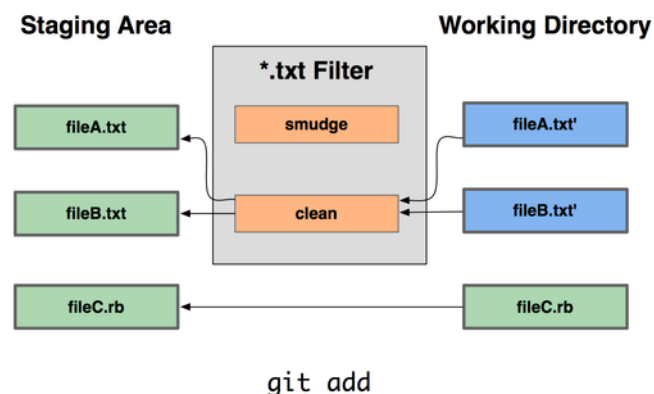 Staging Area
Working Directory
*.txt Filter
smudge
fileA.txt
fileA.txt'
fileB.txt
clean
fileB.txt'
fileC.rb
fileC.rb
git add